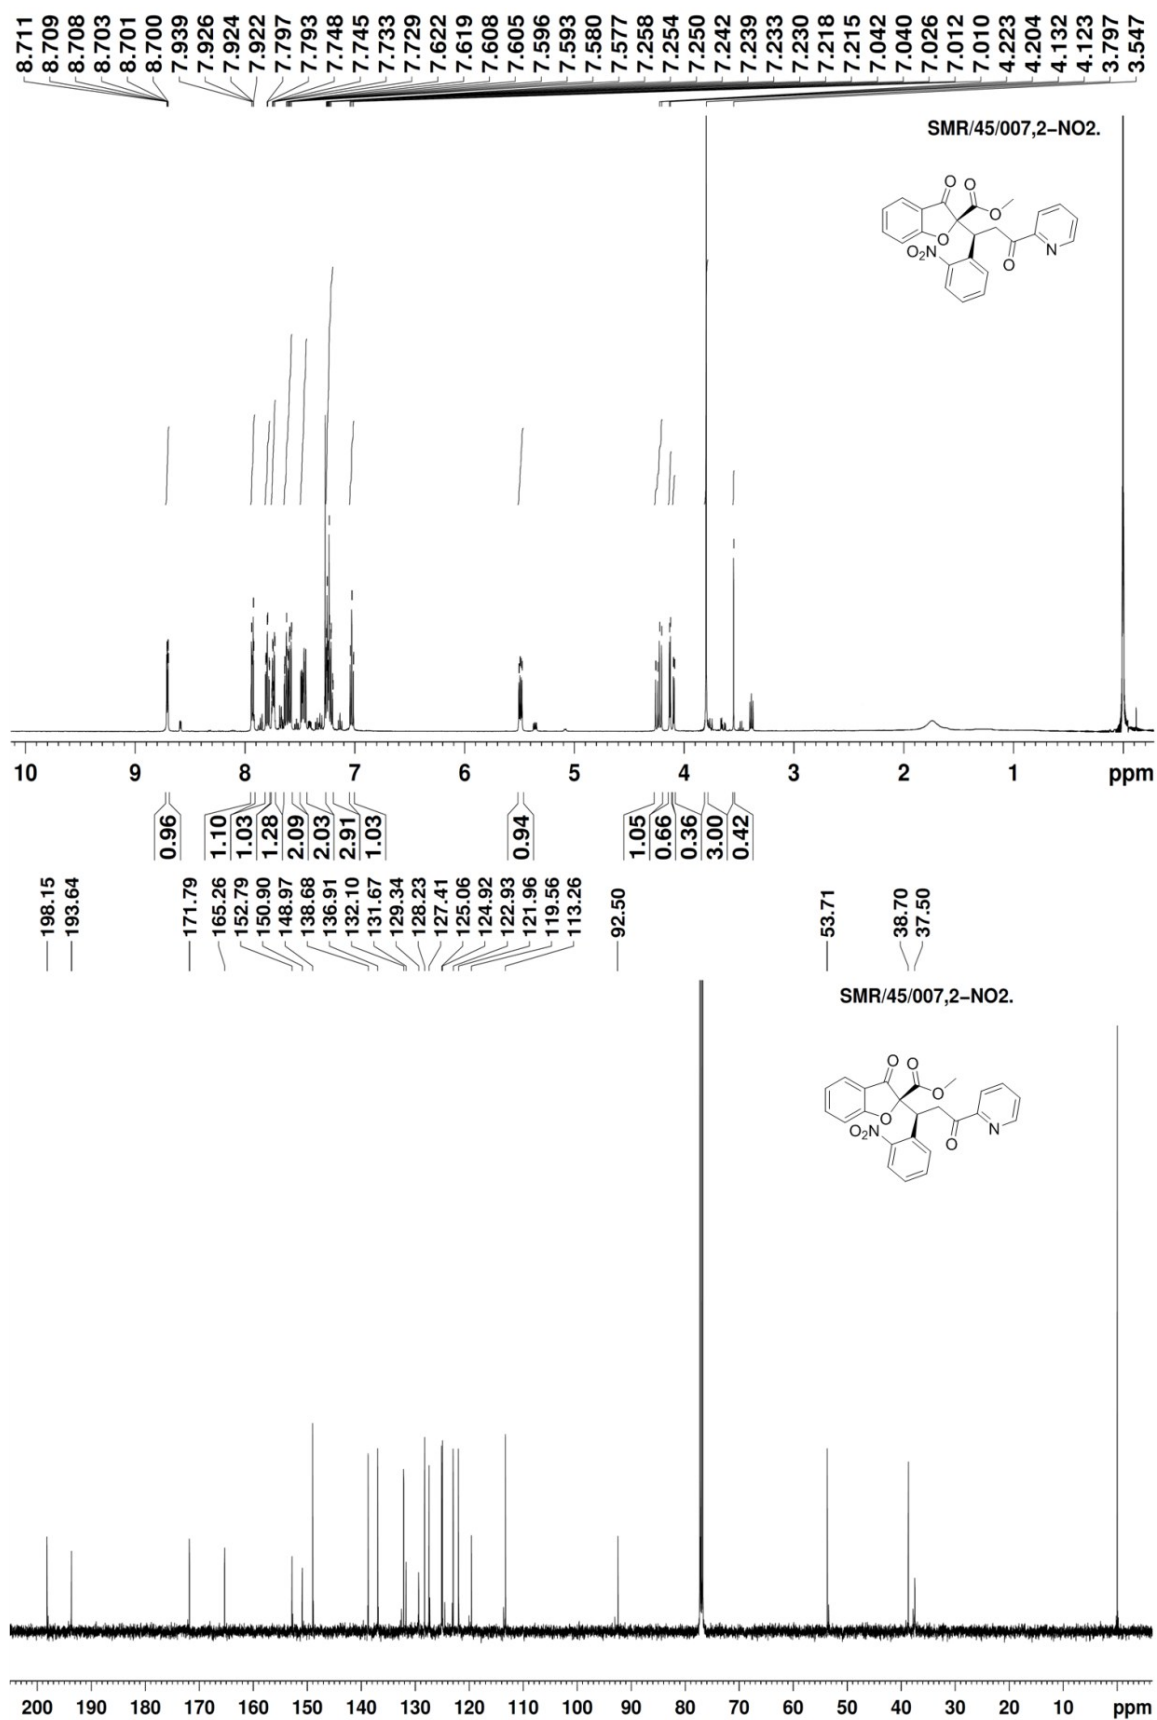 8.711 8.709 8.708 8.703 8.701 8.700 7.939 7.926 7.924 7.922 7.797 7.793 7.748 7.745 7.733 7.729 7.622 7.619 7.608 7.605 7.596 7.593 7.580 7.577 7.258 7.254 7.250 7.242 7.239 7.233 7.230 7.218 7.215 7.042 7.040 7.026 7.012 7.010 4.223 4.204 4.132 4.123 3.797 3.547
SMR/45/007,2−NO2.
O O
O
O N
O₂N O
10 9 8 7 6 5 4 3 2 1 ppm
0.96 1.10 1.03 1.28 2.09 2.03 2.91 1.03 0.94 1.05 0.66 0.36 3.00 0.42
198.15 193.64 171.79 165.26 152.79 150.90 148.97 138.68 136.91 132.10 131.67 129.34 128.23 127.41 125.06 124.92 122.93 121.96 119.56 113.26 92.50 53.71 38.70 37.50
SMR/45/007,2−NO2.
O O
O
O N
O₂N O
200 190 180 170 160 150 140 130 120 110 100 90 80 70 60 50 40 30 20 10 ppm